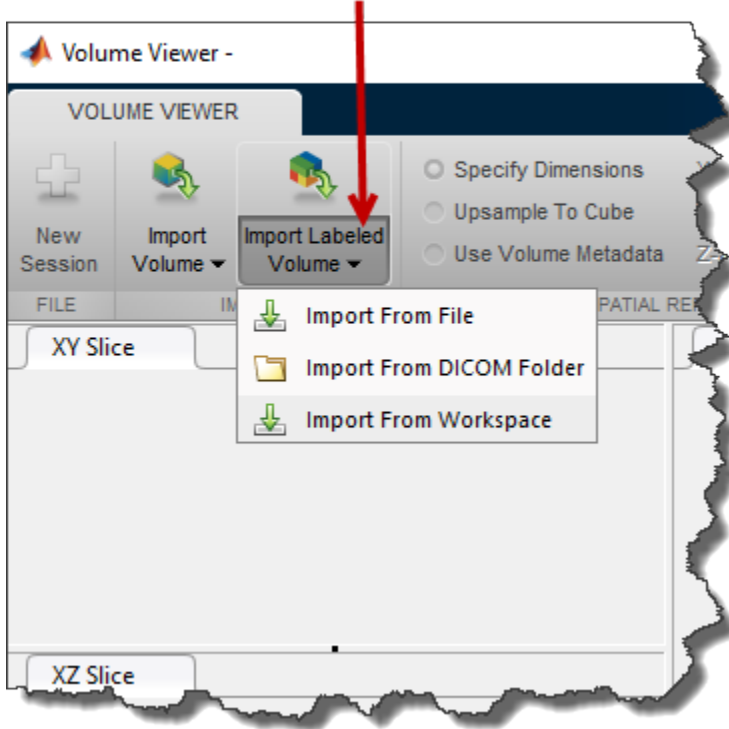 Volume Viewer -
VOLUME VIEWER
New
Session
Import
Volume
Import Labeled
Volume
Specify Dimensions
Upsample To Cube
Use Volume Metadata
FILE
Import From File
Import From DICOM Folder
Import From Workspace
XY Slice
XZ Slice